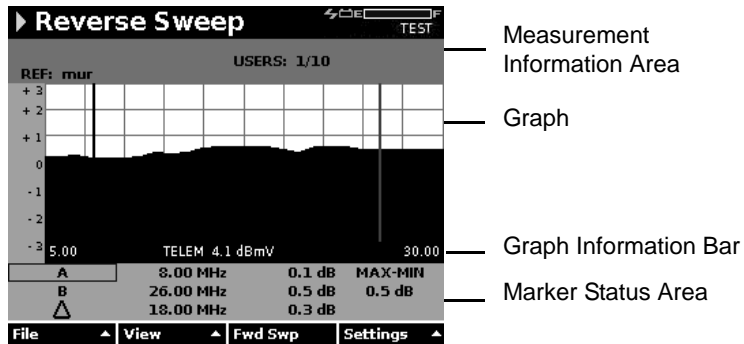 Reverse Sweep
E F
TEST
USERS: 1/10
REF: mur
+ 3
+ 2
+ 1
0
- 1
- 2
- 3
5.00 TELEM 4.1 dBmV 30.00
A 8.00 MHz 0.1 dB MAX-MIN
B 26.00 MHz 0.5 dB 0.5 dB
Δ 18.00 MHz 0.3 dB
File View Fwd Swp Settings
Measurement
Information Area
Graph
Graph Information Bar
Marker Status Area